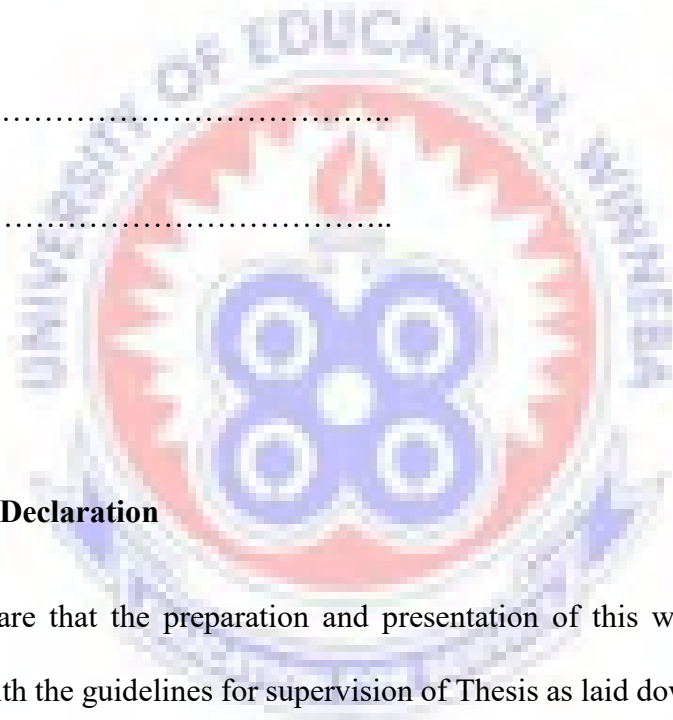 UNIVERSITY OF EDUCATION, WINNEBA
………………………………..
………………………………..
Declaration
are that the preparation and presentation of this w
th the guidelines for supervision of Thesis as laid dow